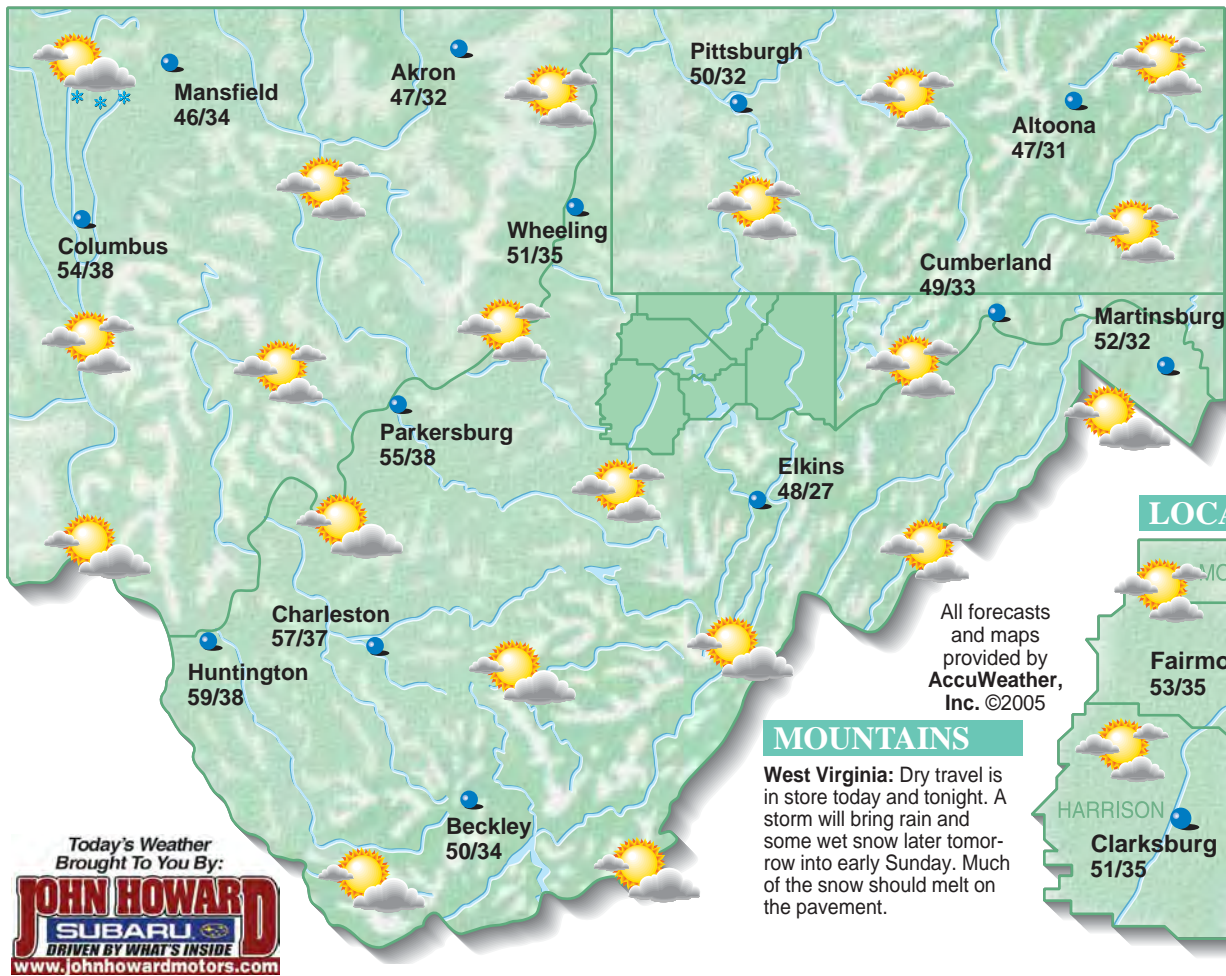 Mansfield
46/34
Akron
47/32
Pittsburgh
50/32
Altoona
47/31
Columbus
54/38
Wheeling
51/35
Cumberland
49/33
Martinsburg
52/32
Parkersburg
55/38
Elkins
48/27
Charleston
57/37
Huntington
59/38
Beckley
50/34
All forecasts
and maps
provided by
AccuWeather,
Inc. ©2005
MOUNTAINS
West Virginia: Dry travel is
in store today and tonight. A
storm will bring rain and
some wet snow later tomor-
row into early Sunday. Much
of the snow should melt on
the pavement.
LOCA
MO
Fairmo
53/35
HARRISON
Clarksburg
51/35
Today's Weather
Brought To You By:
JOHN HOWARD
SUBARU
DRIVEN BY WHAT'S INSIDE
www.johnhowardmotors.com